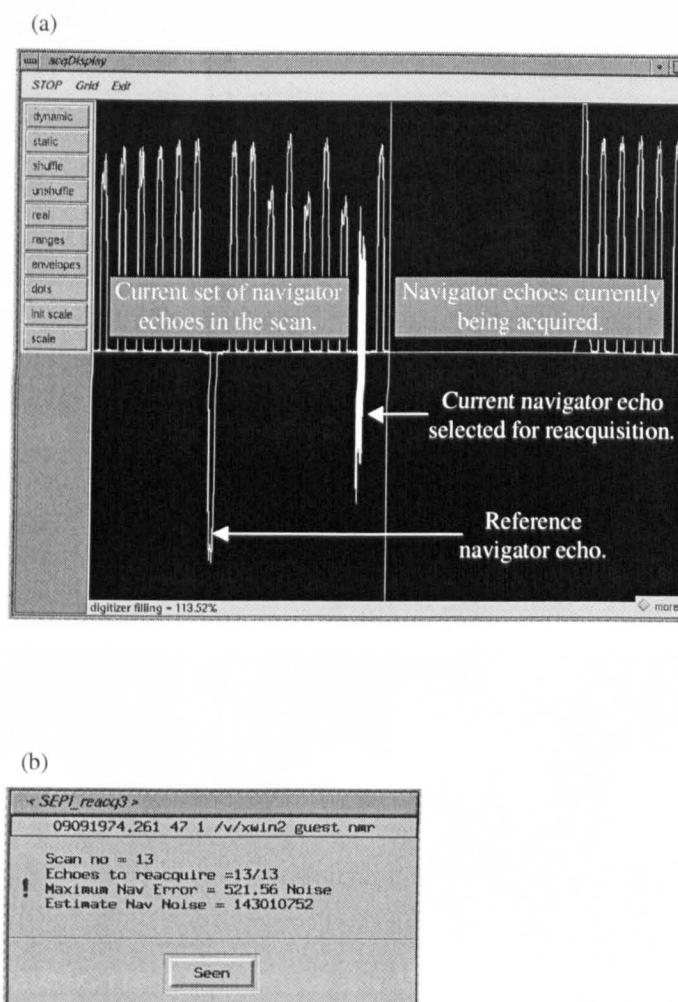 (a)
acqDisplay
STOP Grid Exit
dynamic
static
shuffle
unshuffle
real
ranges
envelopes
dots
init scale
scale
Current set of navigator
echoes in the scan.
Navigator echoes currently
being acquired.
Current navigator echo
selected for reacquisition.
Reference
navigator echo.
digitizer filling = 113.52%
more
(b)
< SEPI_reacq3 >
09091974.261 47 1 /v/xwin2 guest nmr
Scan no = 13
Echoes to reacquire =13/13
! Maximum Nav Error = 521.56 Noise
Estimate Nav Noise = 143010752
Seen